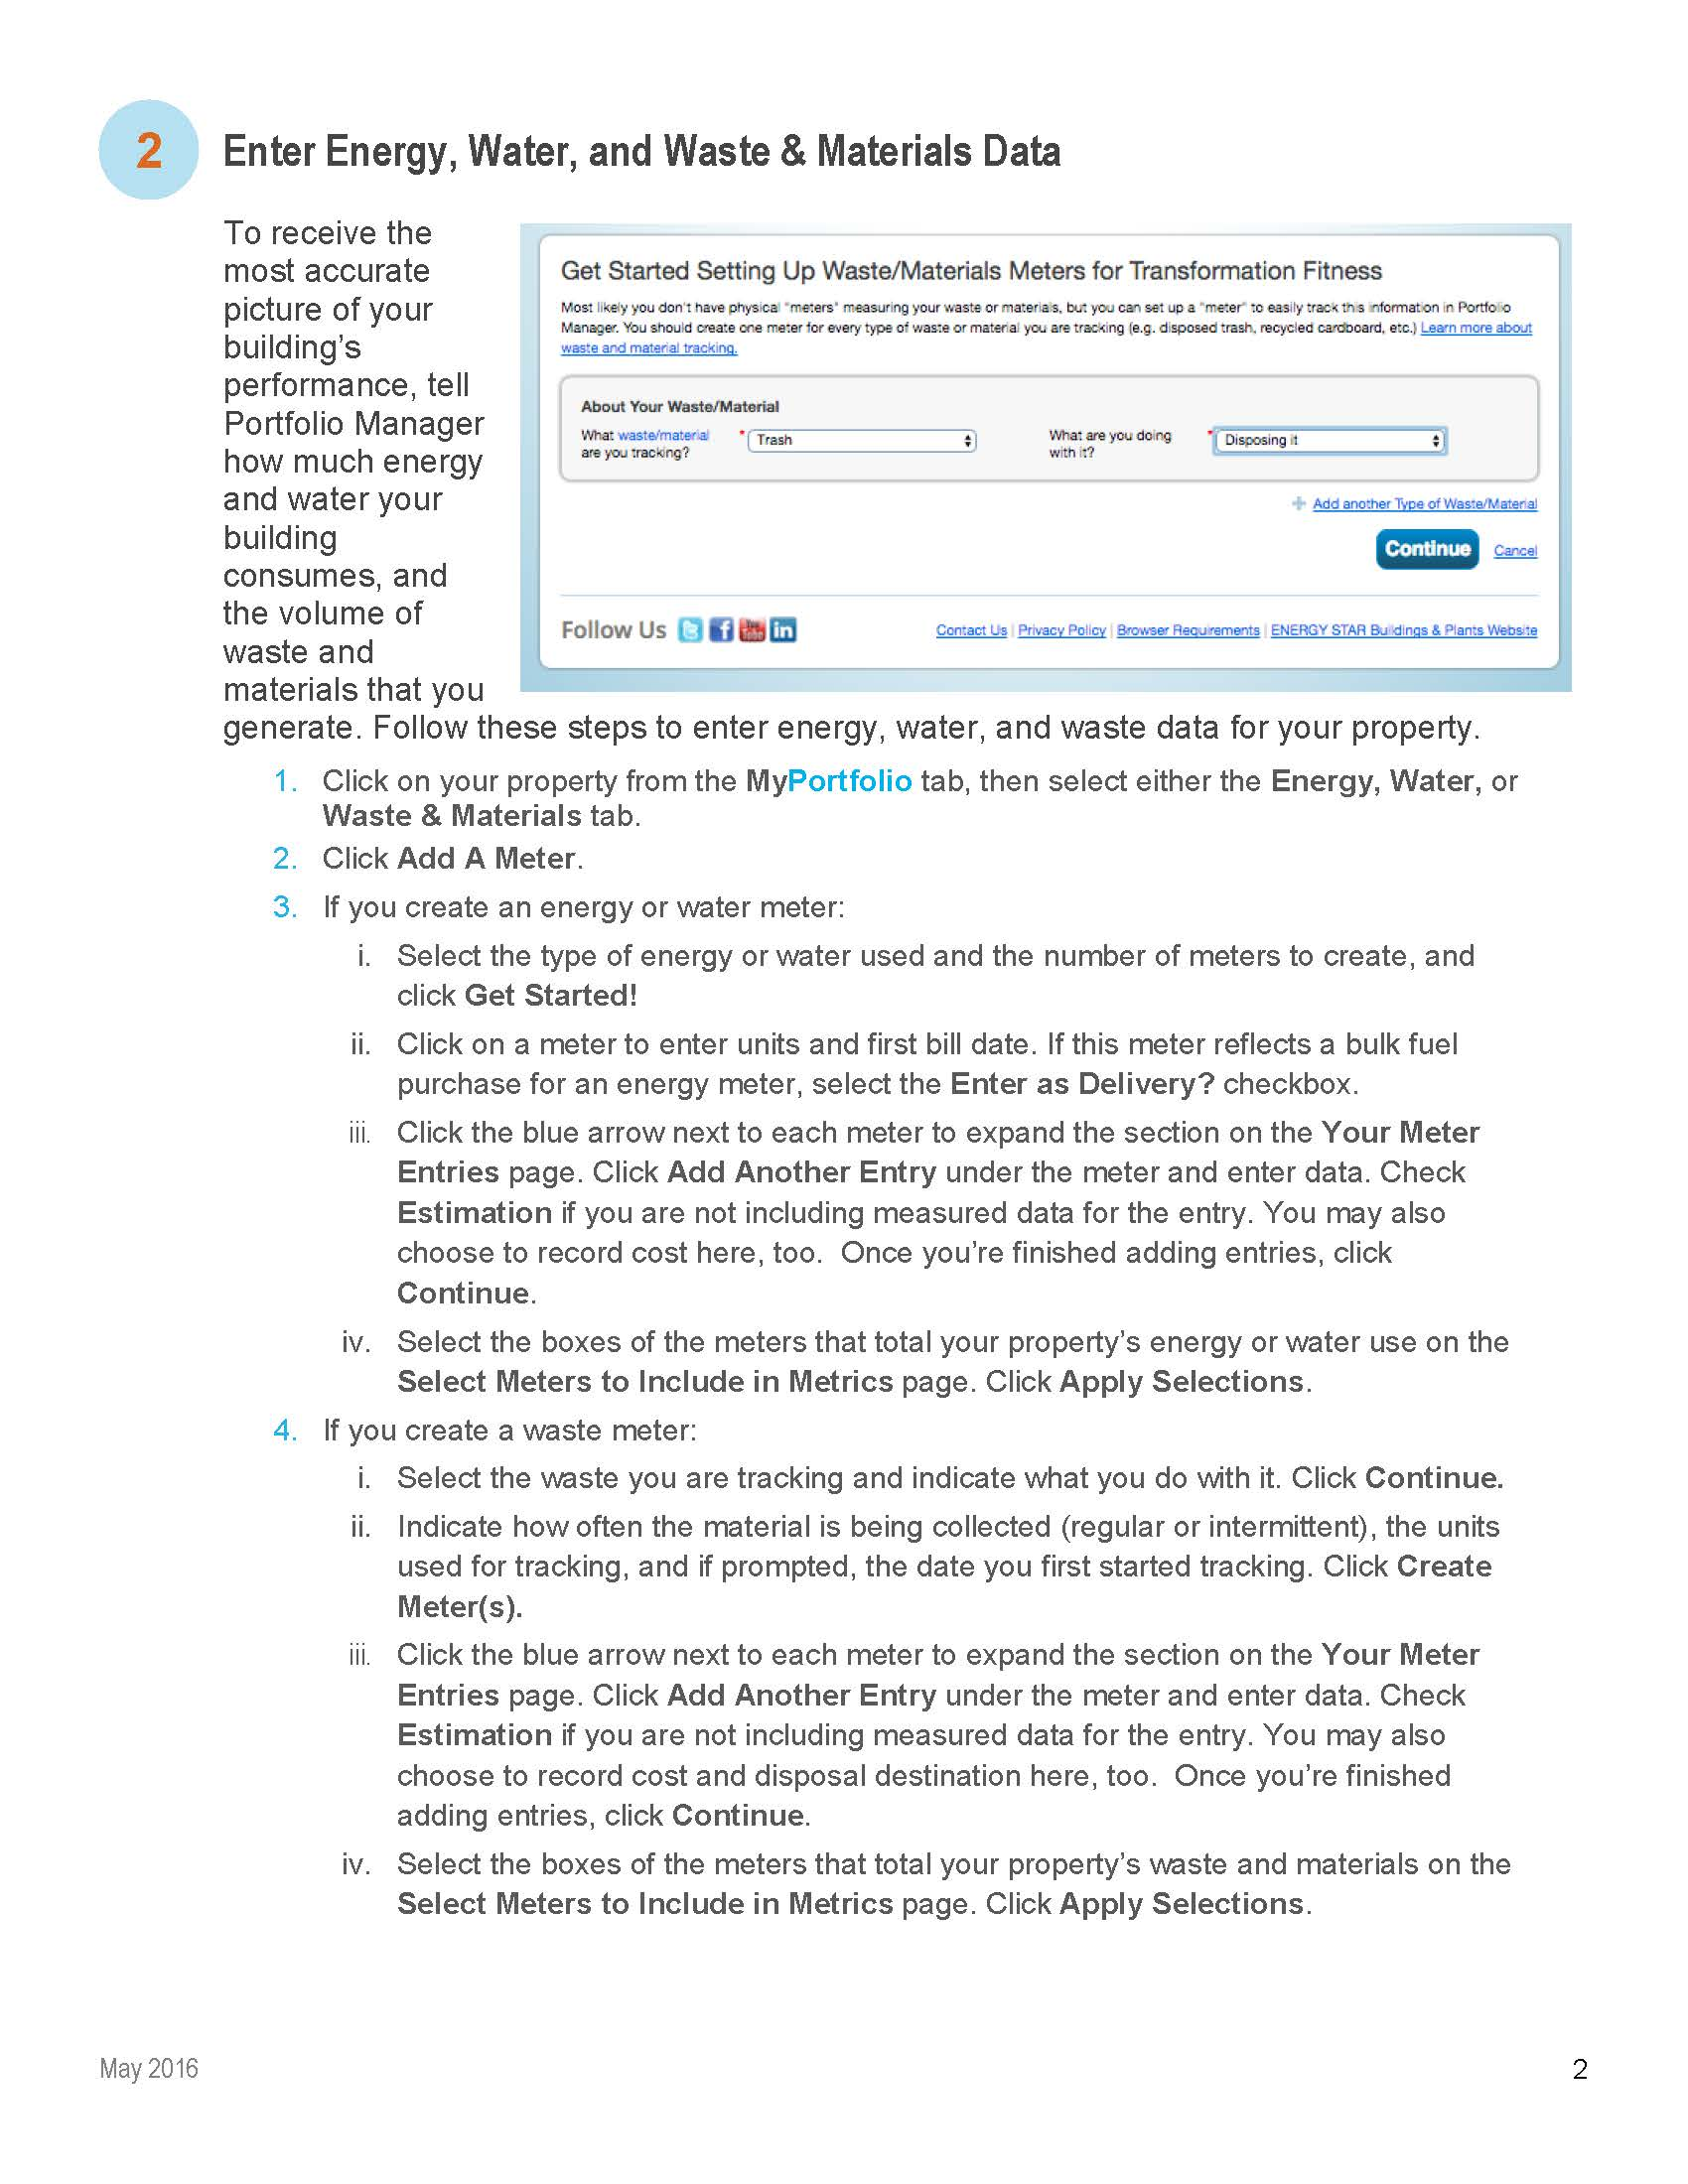 2
Enter Energy, Water, and Waste & Materials Data
To receive the
most accurate
picture of your
building’s
performance, tell
Portfolio Manager
how much energy
and water your
building
consumes, and
the volume of
waste and
materials that you
generate. Follow these steps to enter energy, water, and waste data for your property.
Get Started Setting Up Waste/Materials Meters for Transformation Fitness
Most likely you don't have physical "meters" measuring your waste or materials, but you can set up a "meter" to easily track this information in Portfolio
Manager. You should create one meter for every type of waste or material you are tracking (e.g. disposed trash, recycled cardboard, etc.) Learn more about
waste and material tracking.
About Your Waste/Material
What waste/material * Trash
are you tracking?
What are you doing * Disposing it
with it?
Add another Type of Waste/Material
Continue Cancel
Follow Us
Contact Us | Privacy Policy | Browser Requirements | ENERGY STAR Buildings & Plants Website
1. Click on your property from the MyPortfolio tab, then select either the Energy, Water, or
Waste & Materials tab.
2. Click Add A Meter.
3. If you create an energy or water meter:
i. Select the type of energy or water used and the number of meters to create, and
click Get Started!
ii. Click on a meter to enter units and first bill date. If this meter reflects a bulk fuel
purchase for an energy meter, select the Enter as Delivery? checkbox.
iii. Click the blue arrow next to each meter to expand the section on the Your Meter
Entries page. Click Add Another Entry under the meter and enter data. Check
Estimation if you are not including measured data for the entry. You may also
choose to record cost here, too.  Once you’re finished adding entries, click
Continue.
iv. Select the boxes of the meters that total your property’s energy or water use on the
Select Meters to Include in Metrics page. Click Apply Selections.
4. If you create a waste meter:
i. Select the waste you are tracking and indicate what you do with it. Click Continue.
ii. Indicate how often the material is being collected (regular or intermittent), the units
used for tracking, and if prompted, the date you first started tracking. Click Create
Meter(s).
iii. Click the blue arrow next to each meter to expand the section on the Your Meter
Entries page. Click Add Another Entry under the meter and enter data. Check
Estimation if you are not including measured data for the entry. You may also
choose to record cost and disposal destination here, too.  Once you’re finished
adding entries, click Continue.
iv. Select the boxes of the meters that total your property’s waste and materials on the
Select Meters to Include in Metrics page. Click Apply Selections.
May 2016
2